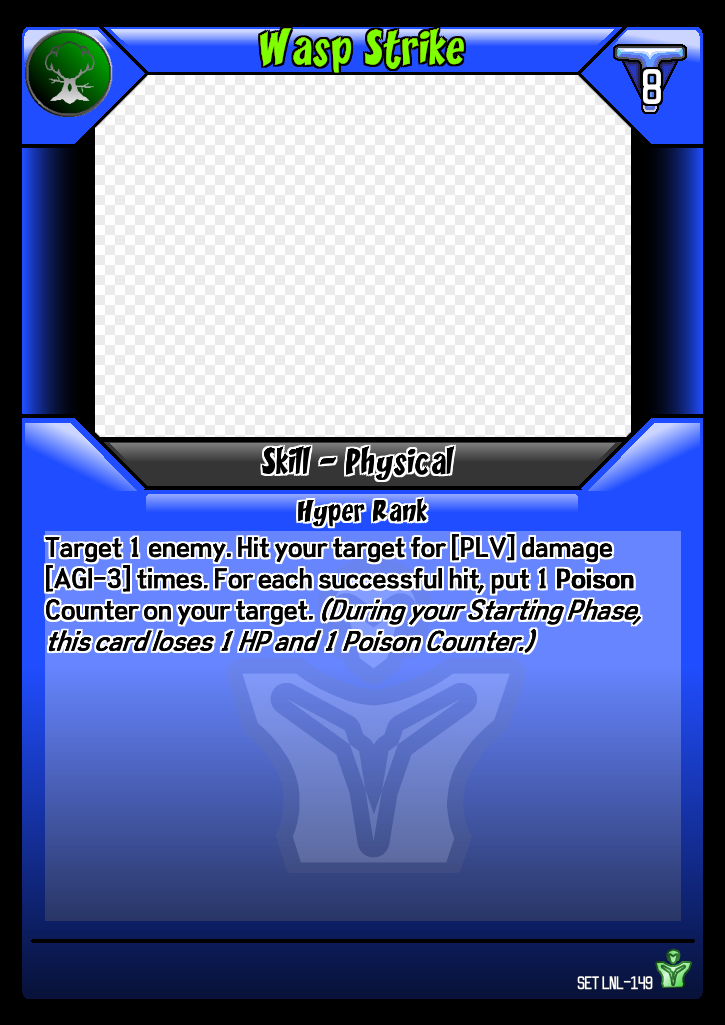 Wasp Strike
8
Skill - Physical
Hyper Rank
Target 1 enemy. Hit your target for [PLV] damage
[AGI-3] times. For each successful hit, put 1 Poison
Counter on your target. (During your Starting Phase,
this card loses 1 HP and 1 Poison Counter.)
SET LNL-149